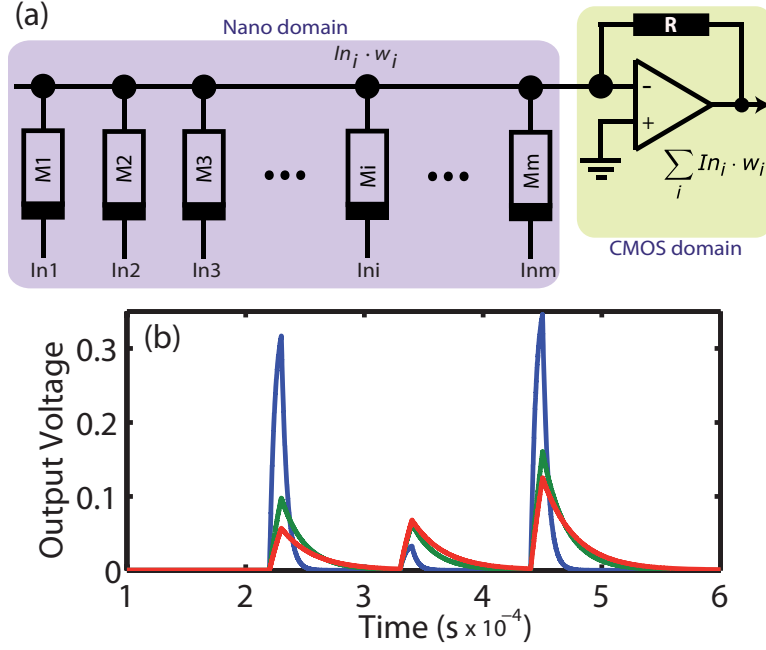 (a)
Nano domain
In_i · w_i
R
-
+
M1 M2 M3 ••• Mi ••• Mm
∑_i In_i · w_i
In1 In2 In3 Ini Inm
CMOS domain
(b)
0.3
0.2
0.1
0
Output Voltage
1 2 3 4 5 6
Time (s x 10⁻⁴)